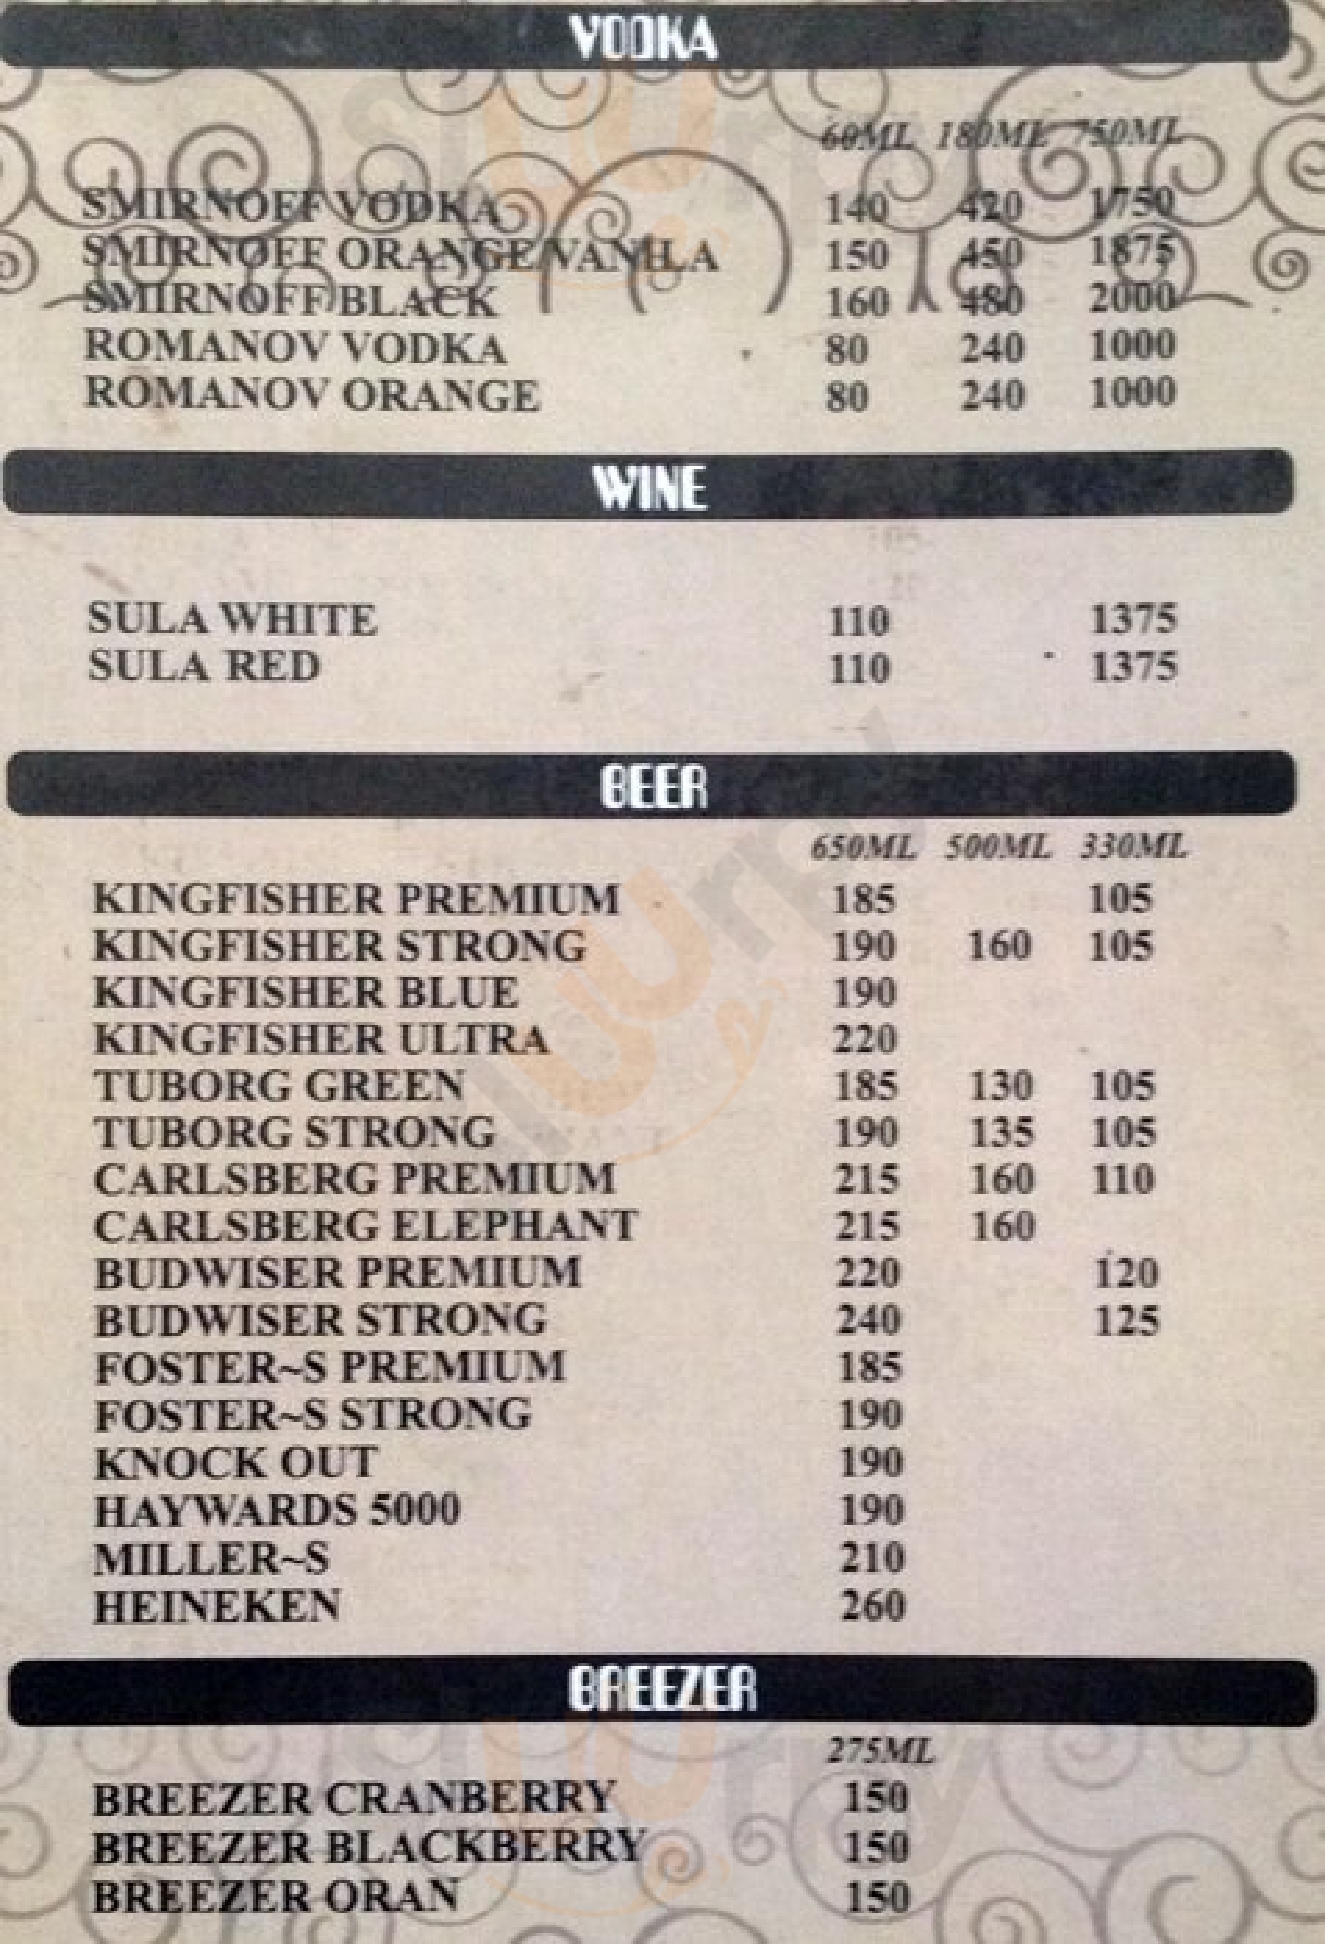 VODKA
60ML 180ML 750ML
SMIRNOFF VODKA 140 420 1750
SMIRNOFF ORANGE/VANILA 150 450 1875
SMIRNOFF BLACK 160 480 2000
ROMANOV VODKA 80 240 1000
ROMANOV ORANGE 80 240 1000
WINE
SULA WHITE 110 1375
SULA RED 110 1375
BEER
650ML 500ML 330ML
KINGFISHER PREMIUM 185 105
KINGFISHER STRONG 190 160 105
KINGFISHER BLUE 190
KINGFISHER ULTRA 220
TUBORG GREEN 185 130 105
TUBORG STRONG 190 135 105
CARLSBERG PREMIUM 215 160 110
CARLSBERG ELEPHANT 215 160
BUDWISER PREMIUM 220 120
BUDWISER STRONG 240 125
FOSTER~S PREMIUM 185
FOSTER~S STRONG 190
KNOCK OUT 190
HAYWARDS 5000 190
MILLER~S 210
HEINEKEN 260
BREEZER
275ML
BREEZER CRANBERRY 150
BREEZER BLACKBERRY 150
BREEZER ORAN 150